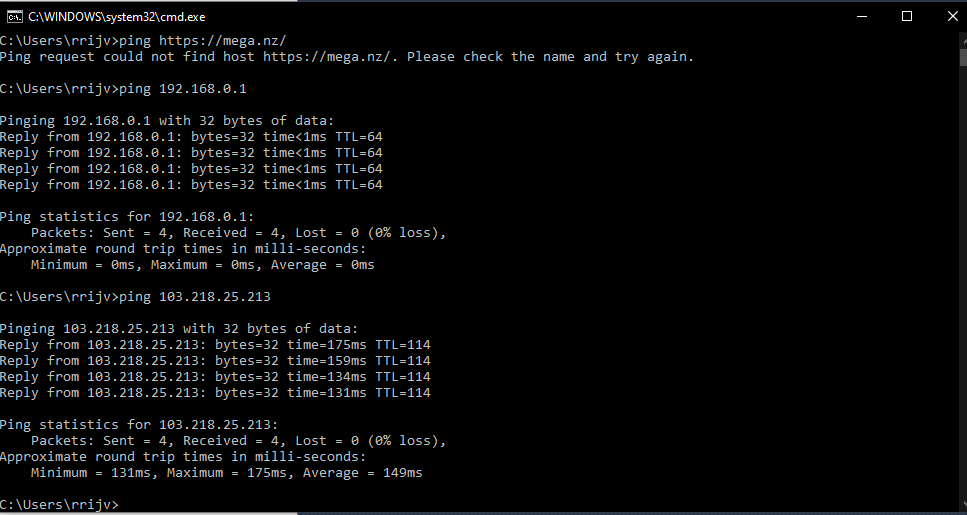 C:\WINDOWS\system32\cmd.exe
C:\Users\rrijv>ping https://mega.nz/
Ping request could not find host https://mega.nz/. Please check the name and try again.
C:\Users\rrijv>ping 192.168.0.1
Pinging 192.168.0.1 with 32 bytes of data:
Reply from 192.168.0.1: bytes=32 time<1ms TTL=64
Reply from 192.168.0.1: bytes=32 time<1ms TTL=64
Reply from 192.168.0.1: bytes=32 time<1ms TTL=64
Reply from 192.168.0.1: bytes=32 time<1ms TTL=64
Ping statistics for 192.168.0.1:
    Packets: Sent = 4, Received = 4, Lost = 0 (0% loss),
Approximate round trip times in milli-seconds:
    Minimum = 0ms, Maximum = 0ms, Average = 0ms
C:\Users\rrijv>ping 103.218.25.213
Pinging 103.218.25.213 with 32 bytes of data:
Reply from 103.218.25.213: bytes=32 time=175ms TTL=114
Reply from 103.218.25.213: bytes=32 time=159ms TTL=114
Reply from 103.218.25.213: bytes=32 time=134ms TTL=114
Reply from 103.218.25.213: bytes=32 time=131ms TTL=114
Ping statistics for 103.218.25.213:
    Packets: Sent = 4, Received = 4, Lost = 0 (0% loss),
Approximate round trip times in milli-seconds:
    Minimum = 131ms, Maximum = 175ms, Average = 149ms
C:\Users\rrijv>